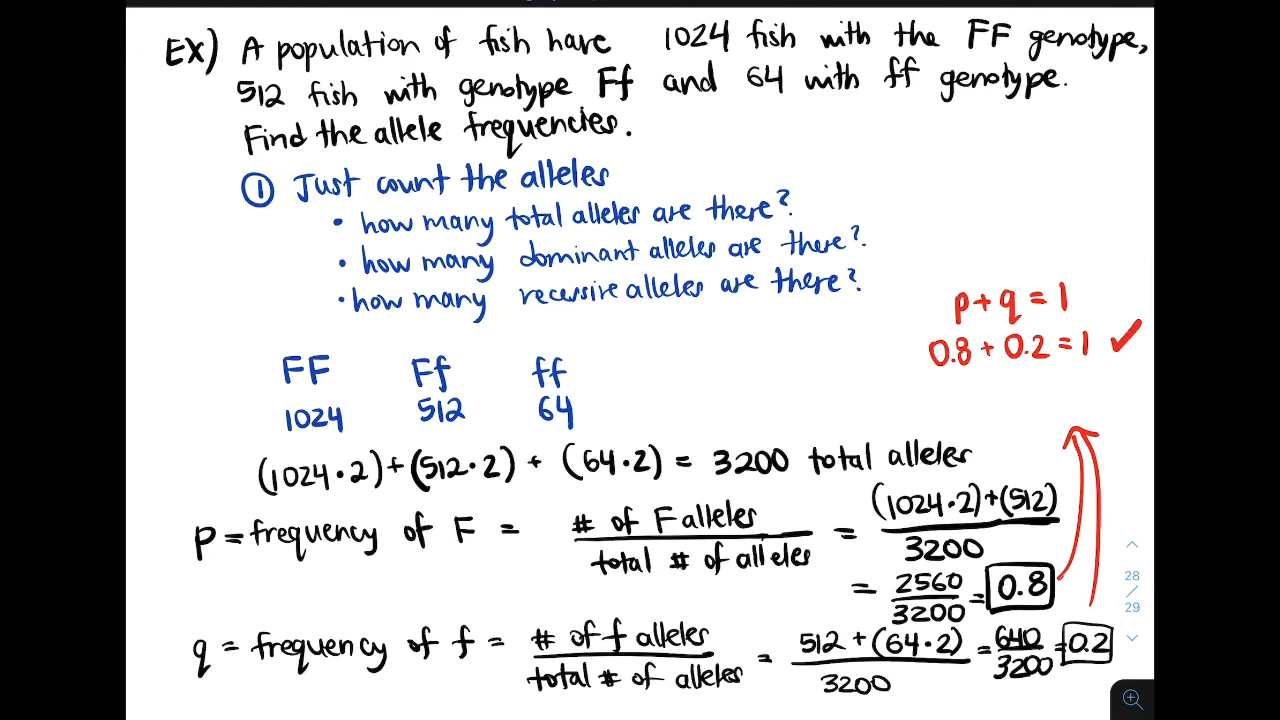 EX) A population of fish have 1024 fish with the FF genotype,
512 fish with genotype Ff and 64 with ff genotype.
Find the allele frequencies.
① Just count the alleles
• how many total alleles are there?
• how many dominant alleles are there?
• how many recessive alleles are there?
p + q = 1
0.8 + 0.2 = 1 ✓
FF Ff ff
1024 512 64
(1024 · 2) + (512 · 2) + (64 · 2) = 3200 total alleles
p = frequency of F = # of F alleles / total # of alleles = (1024 · 2) + (512) / 3200
= 2560 / 3200 = 0.8
q = frequency of f = # of f alleles / total # of alleles = 512 + (64 · 2) / 3200 = 640 / 3200 = 0.2
28
/
29